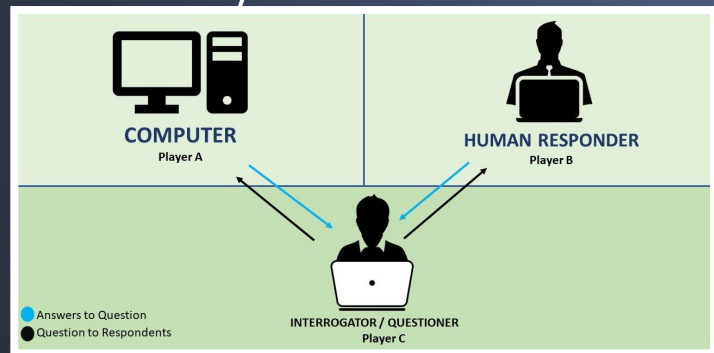 COMPUTER
Player A
HUMAN RESPONDER
Player B
Answers to Question
Question to Respondents
INTERROGATOR / QUESTIONER
Player C